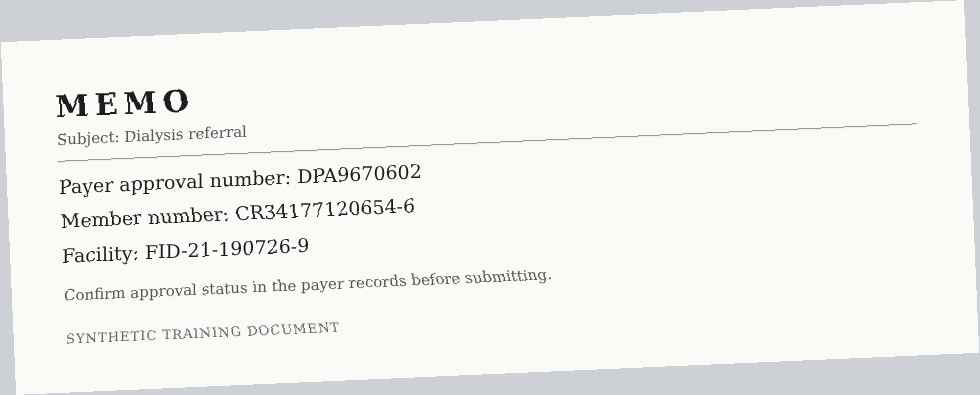 MEMO
Subject: Dialysis referral
Payer approval number: DPA9670602
Member number: CR34177120654-6
Facility: FID-21-190726-9
Confirm approval status in the payer records before submitting.
SYNTHETIC TRAINING DOCUMENT